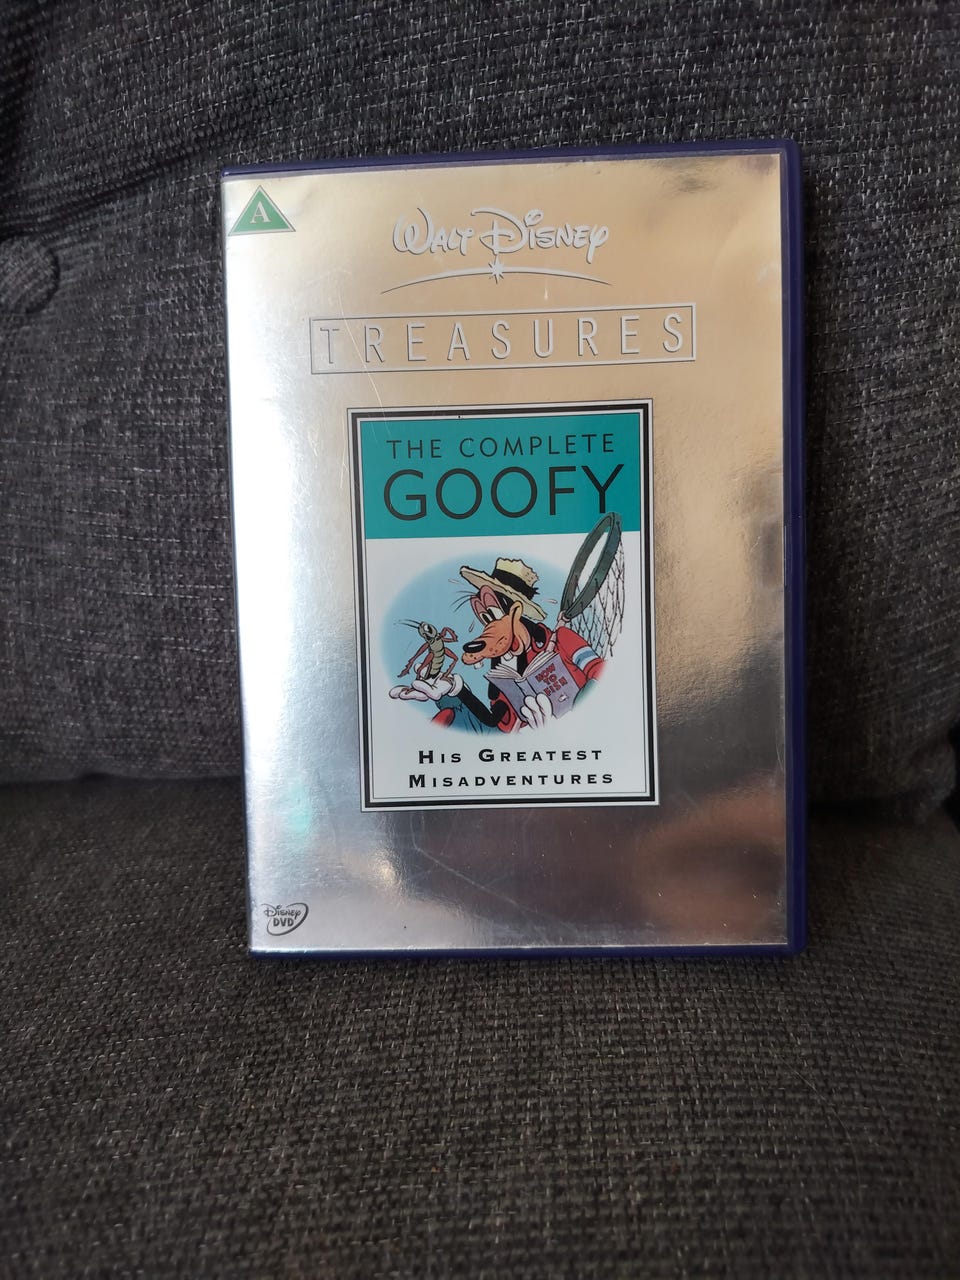 A
WALT DISNEY
TREASURES
THE COMPLETE
GOOFY
HOW
TO
FISH
HIS GREATEST
MISADVENTURES
DISNEY
DVD